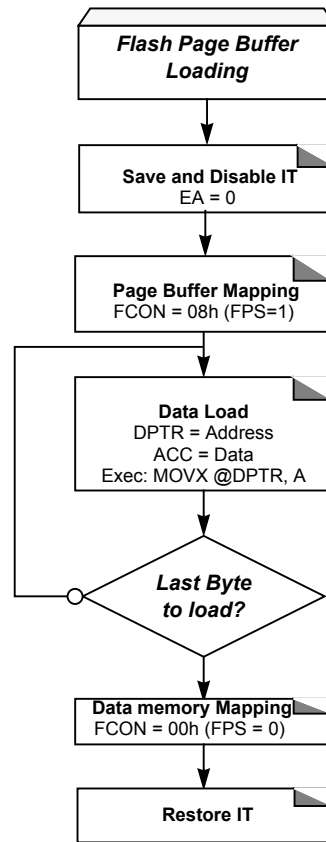 Flash Page Buffer
Loading
Save and Disable IT
EA = 0
Page Buffer Mapping
FCON = 08h (FPS=1)
Data Load
DPTR = Address
ACC = Data
Exec: MOVX @DPTR, A
Last Byte
to load?
Data memory Mapping
FCON = 00h (FPS = 0)
Restore IT